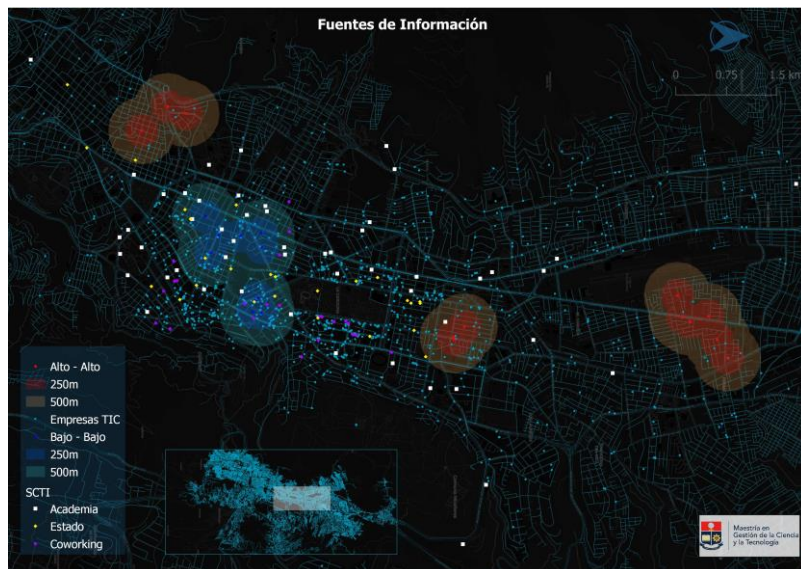 Fuentes de Información
0
0.75
1.5 km
Alto - Alto
250m
500m
Empresas TIC
Bajo - Bajo
250m
500m
SCTI
Academia
Estado
Coworking
Maestría en
Gestión de la Ciencia
y la Tecnología